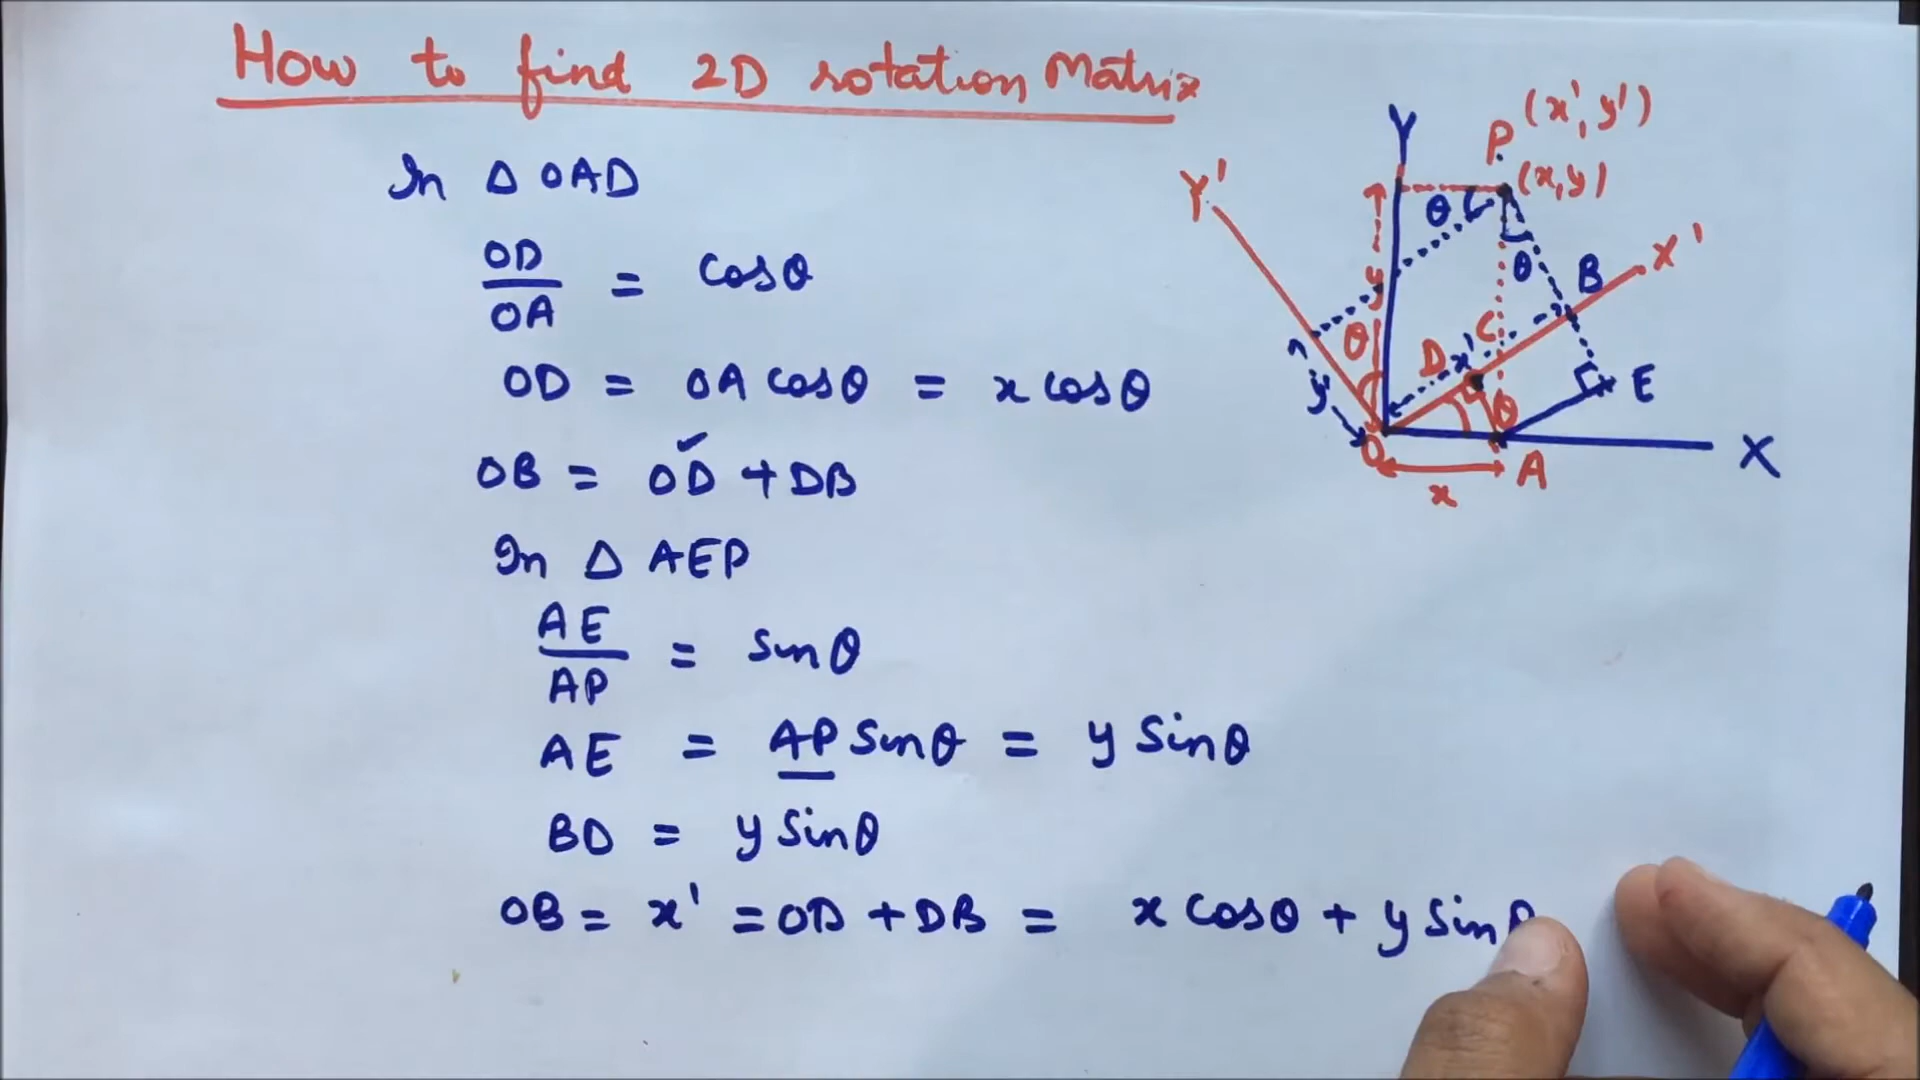 How to find 2D rotation Matrix
In Δ OAD
OD/OA = cosθ
OD = OA cosθ = x cosθ
OB = OD + DB
In Δ AEP
AE/AP = sinθ
AE = AP sinθ = y sinθ
BD = y sinθ
OB = x' = OD + DB = x cosθ + y sinθ
Y
P (x', y')
(x,y)
Y'
θ
X'
y
θ
B
θ
C
D
x'
E
y'
θ
O
A
X
x